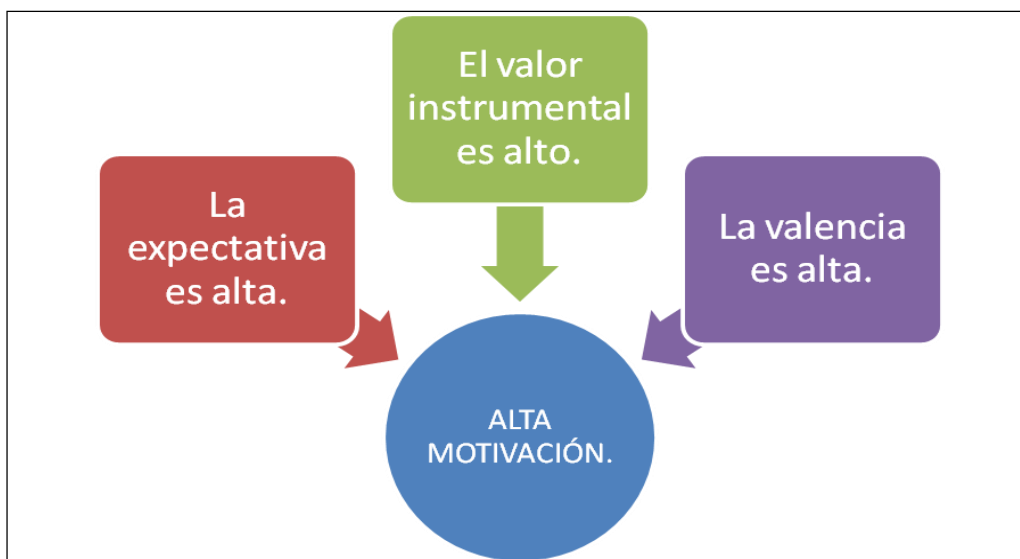 El valor
instrumental
es alto.
La
expectativa
es alta.
La valencia
es alta.
ALTA
MOTIVACIÓN.